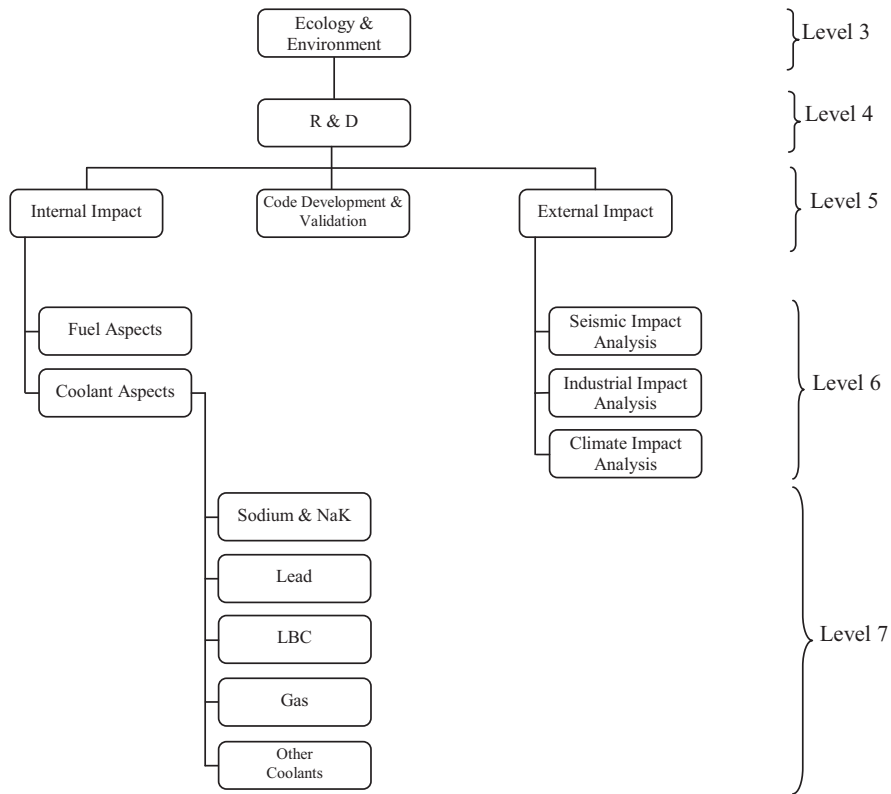 Ecology &
Environment
Level 3
R & D
Level 4
Internal Impact
Code Development &
Validation
External Impact
Level 5
Fuel Aspects
Coolant Aspects
Seismic Impact
Analysis
Industrial Impact
Analysis
Climate Impact
Analysis
Level 6
Sodium & NaK
Lead
LBC
Gas
Other
Coolants
Level 7